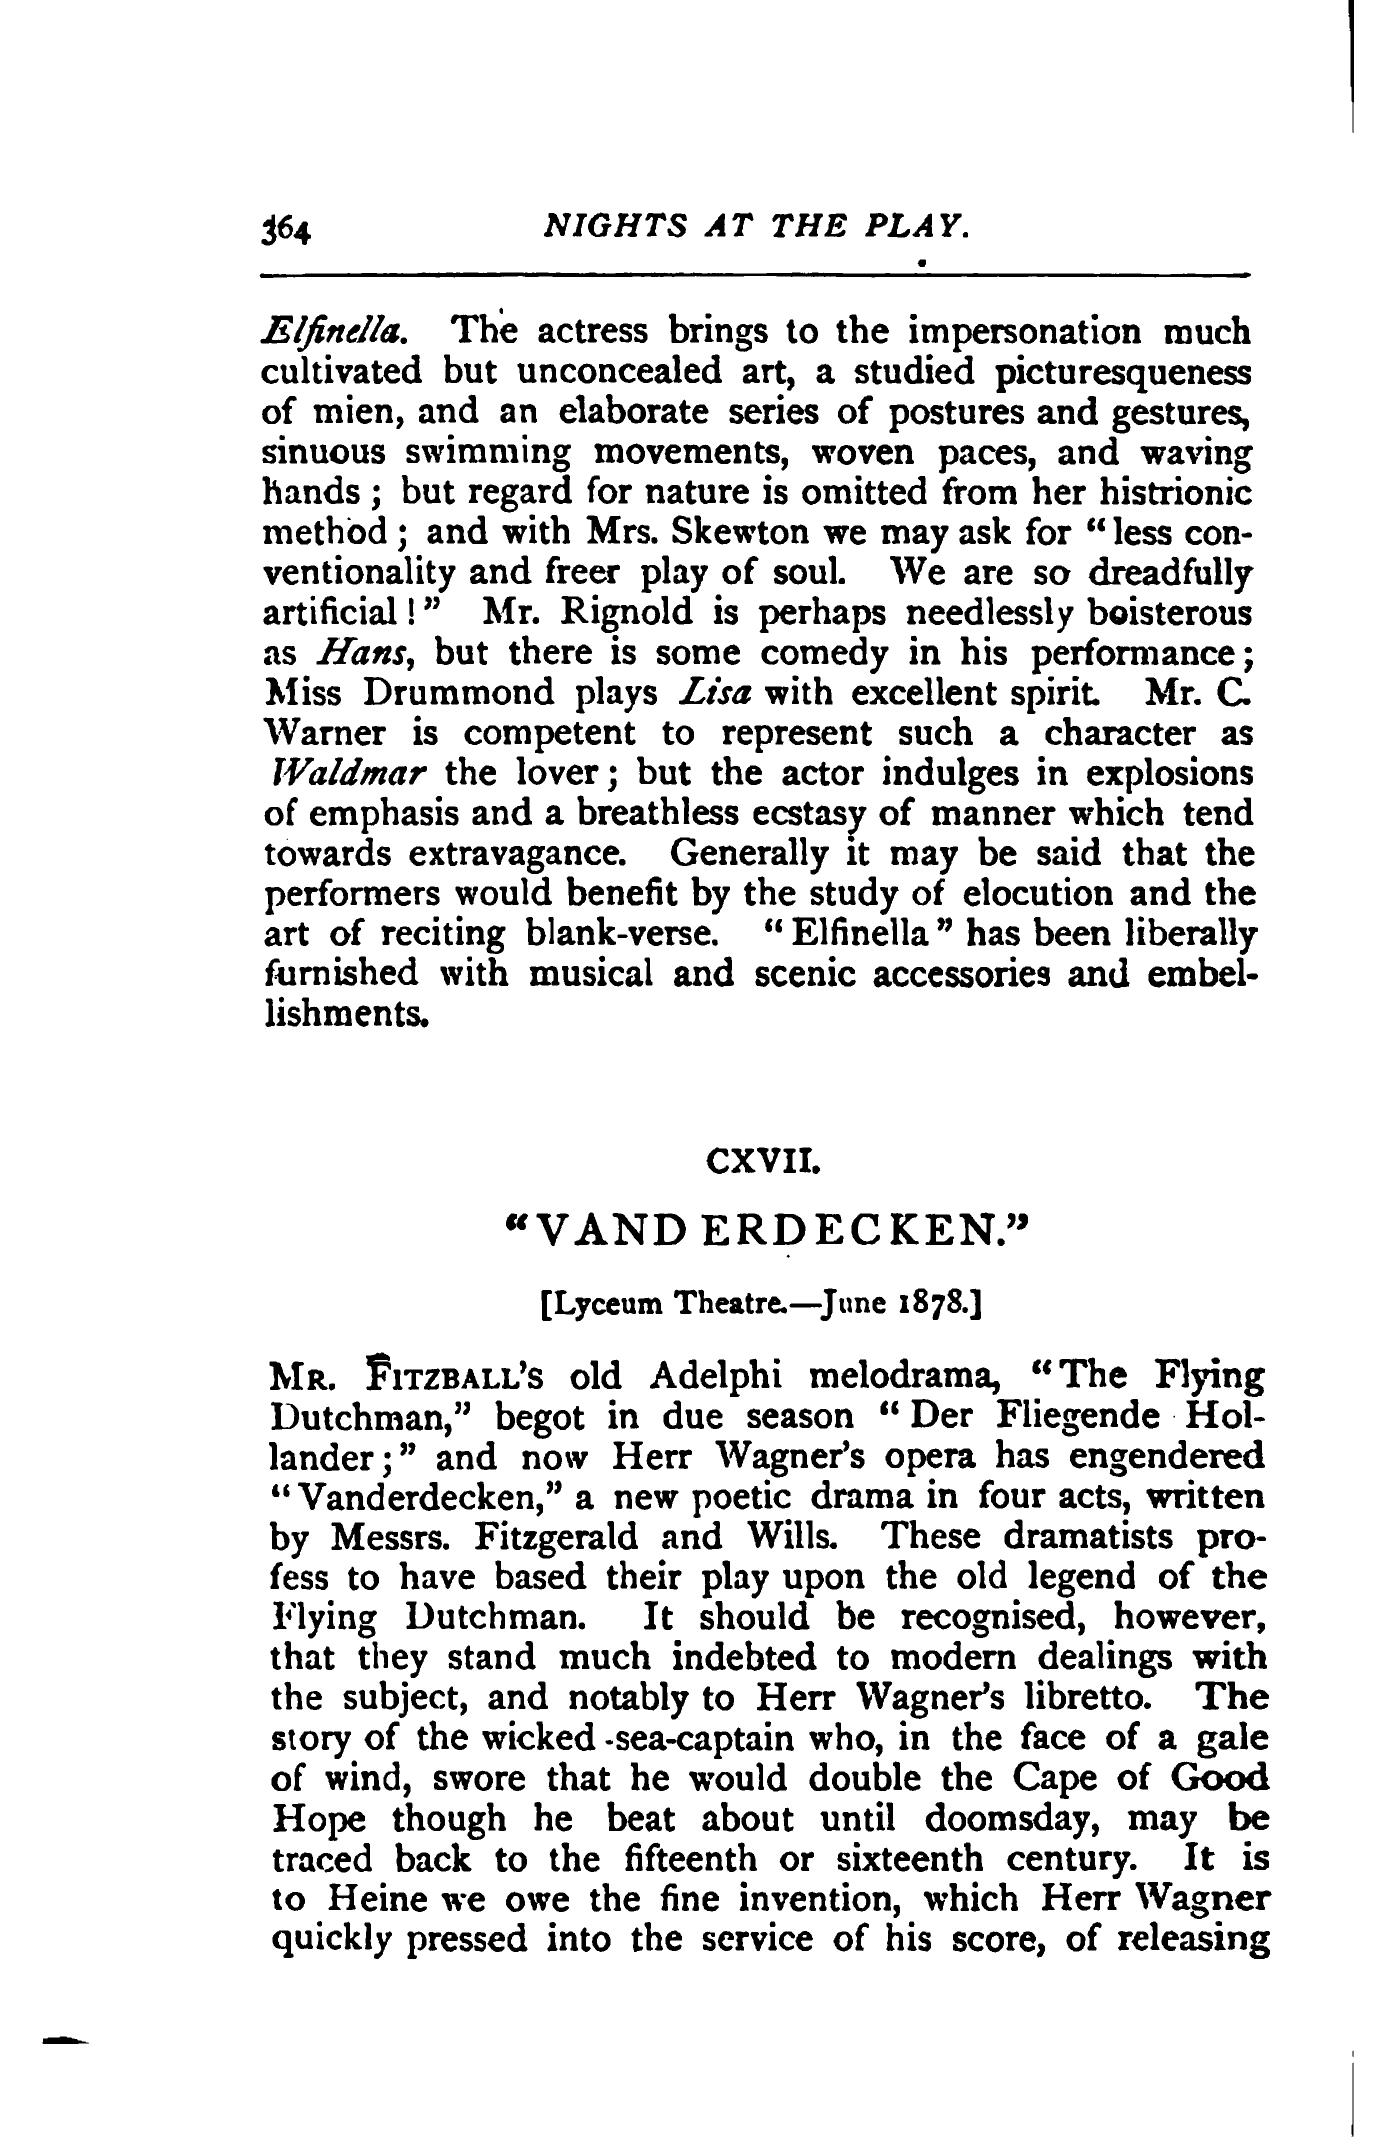 364 NIGHTS AT THE PLAY.
Elfinella. The actress brings to the impersonation much
cultivated but unconcealed art, a studied picturesqueness
of mien, and an elaborate series of postures and gestures,
sinuous swimming movements, woven paces, and waving
hands ; but regard for nature is omitted from her histrionic
method ; and with Mrs. Skewton we may ask for “ less con-
ventionality and freer play of soul. We are so dreadfully
artificial ! ” Mr. Rignold is perhaps needlessly boisterous
as Hans, but there is some comedy in his performance ;
Miss Drummond plays Lisa with excellent spirit. Mr. C.
Warner is competent to represent such a character as
Waldmar the lover ; but the actor indulges in explosions
of emphasis and a breathless ecstasy of manner which tend
towards extravagance. Generally it may be said that the
performers would benefit by the study of elocution and the
art of reciting blank-verse. “ Elfinella ” has been liberally
furnished with musical and scenic accessories and embel-
lishments.
CXVII.
“VANDERDECKEN.”
[Lyceum Theatre.—June 1878.]
MR. FITZBALL’S old Adelphi melodrama, “ The Flying
Dutchman,” begot in due season “ Der Fliegende Hol-
lander ; ” and now Herr Wagner’s opera has engendered
“ Vanderdecken,” a new poetic drama in four acts, written
by Messrs. Fitzgerald and Wills. These dramatists pro-
fess to have based their play upon the old legend of the
Flying Dutchman. It should be recognised, however,
that they stand much indebted to modern dealings with
the subject, and notably to Herr Wagner’s libretto. The
story of the wicked sea-captain who, in the face of a gale
of wind, swore that he would double the Cape of Good
Hope though he beat about until doomsday, may be
traced back to the fifteenth or sixteenth century. It is
to Heine we owe the fine invention, which Herr Wagner
quickly pressed into the service of his score, of releasing